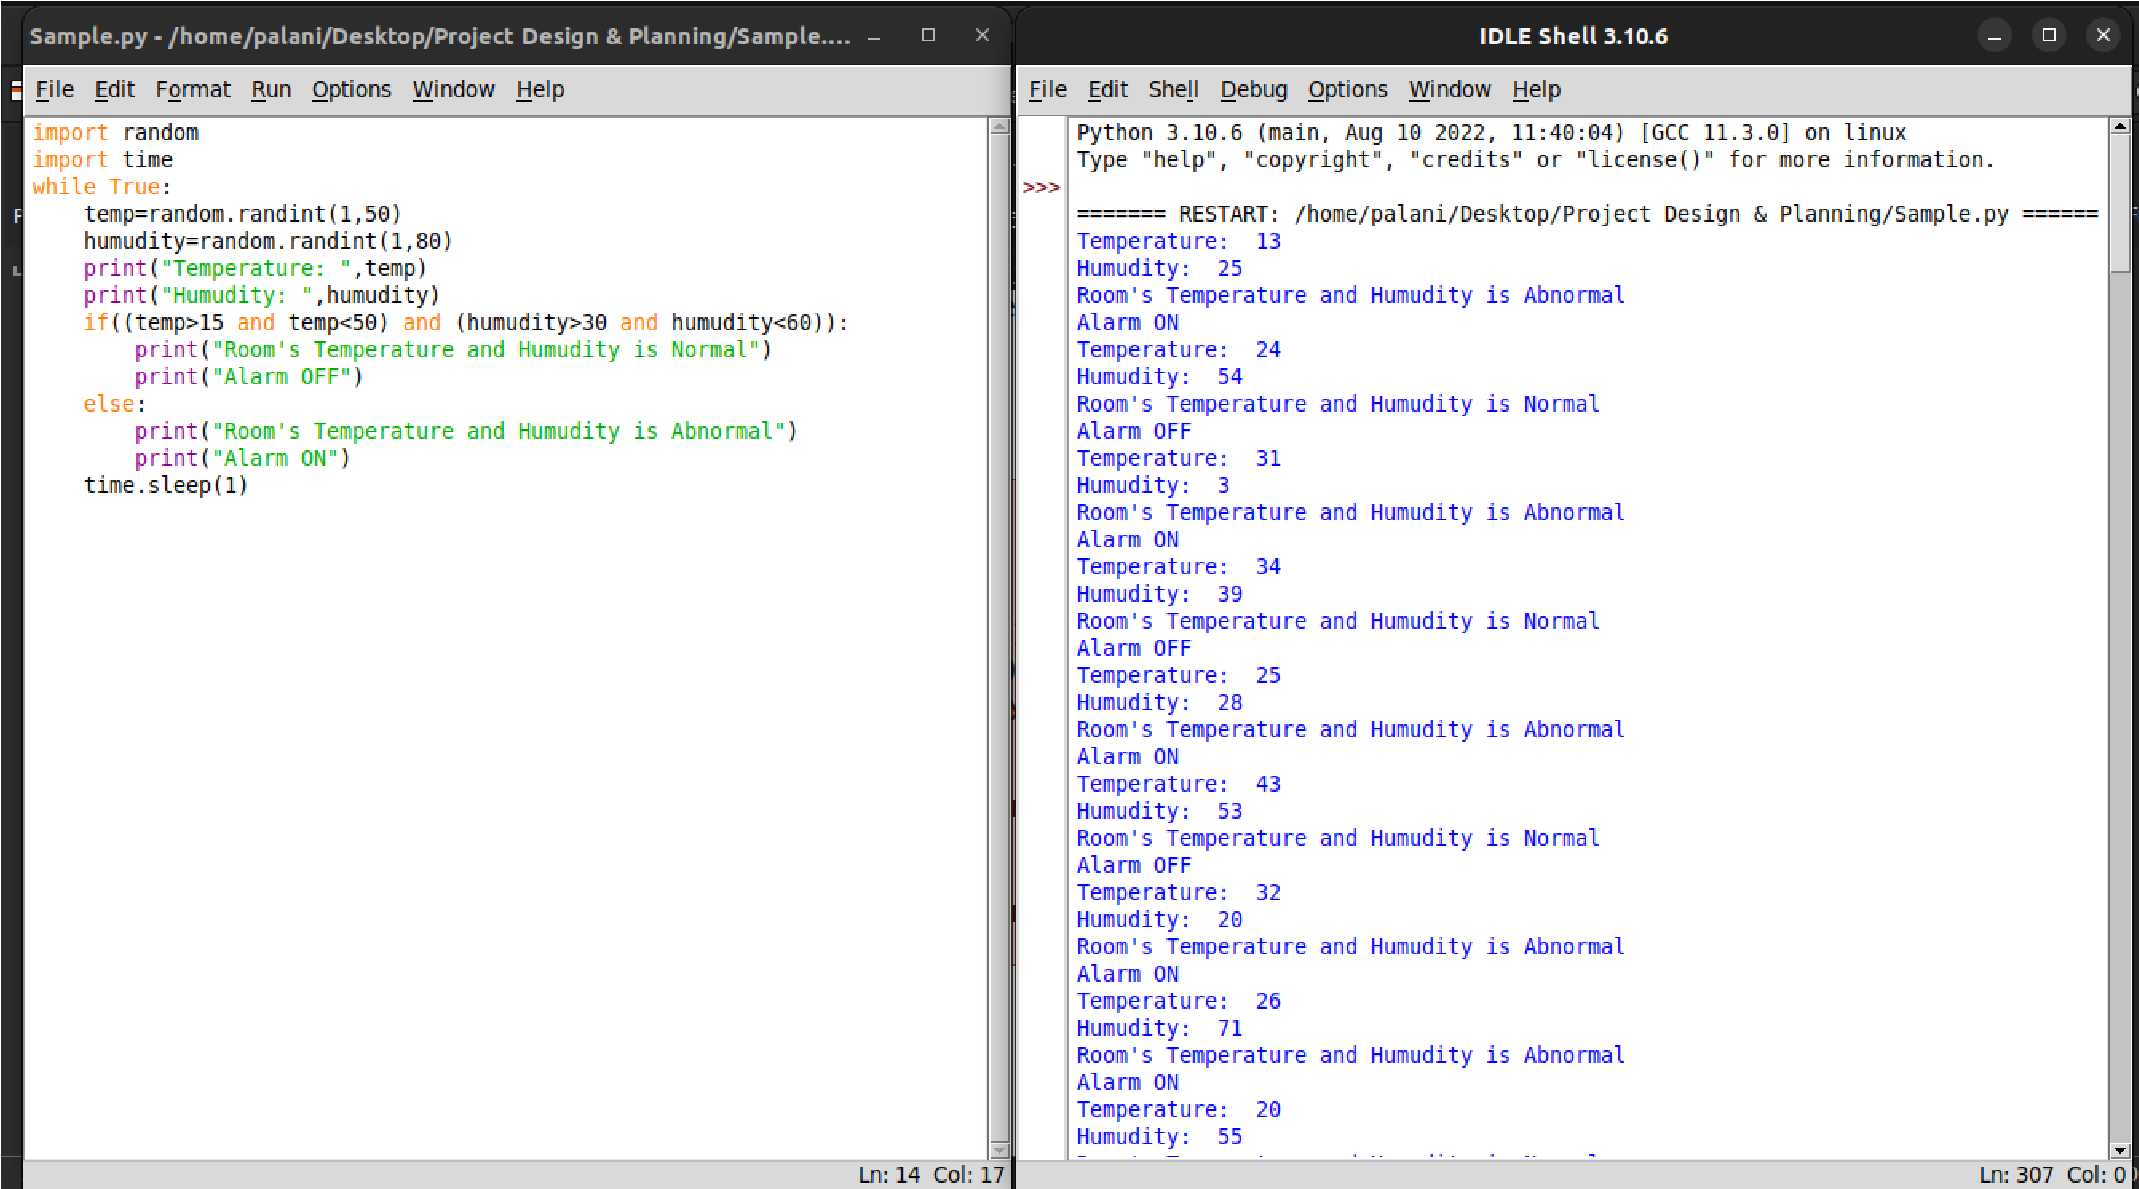 Sample.py - /home/palani/Desktop/Project Design & Planning/Sample....
File Edit Format Run Options Window Help
import random
import time
while True:
    temp=random.randint(1,50)
    humudity=random.randint(1,80)
    print("Temperature: ",temp)
    print("Humudity: ",humudity)
    if((temp>15 and temp<50) and (humudity>30 and humudity<60)):
        print("Room's Temperature and Humudity is Normal")
        print("Alarm OFF")
    else:
        print("Room's Temperature and Humudity is Abnormal")
        print("Alarm ON")
    time.sleep(1)
Ln: 14 Col: 17
IDLE Shell 3.10.6
File Edit Shell Debug Options Window Help
Python 3.10.6 (main, Aug 10 2022, 11:40:04) [GCC 11.3.0] on linux
Type "help", "copyright", "credits" or "license()" for more information.
>>>
======= RESTART: /home/palani/Desktop/Project Design & Planning/Sample.py ======
Temperature:  13
Humudity:  25
Room's Temperature and Humudity is Abnormal
Alarm ON
Temperature:  24
Humudity:  54
Room's Temperature and Humudity is Normal
Alarm OFF
Temperature:  31
Humudity:  3
Room's Temperature and Humudity is Abnormal
Alarm ON
Temperature:  34
Humudity:  39
Room's Temperature and Humudity is Normal
Alarm OFF
Temperature:  25
Humudity:  28
Room's Temperature and Humudity is Abnormal
Alarm ON
Temperature:  43
Humudity:  53
Room's Temperature and Humudity is Normal
Alarm OFF
Temperature:  32
Humudity:  20
Room's Temperature and Humudity is Abnormal
Alarm ON
Temperature:  26
Humudity:  71
Room's Temperature and Humudity is Abnormal
Alarm ON
Temperature:  20
Humudity:  55
Ln: 307 Col: 0